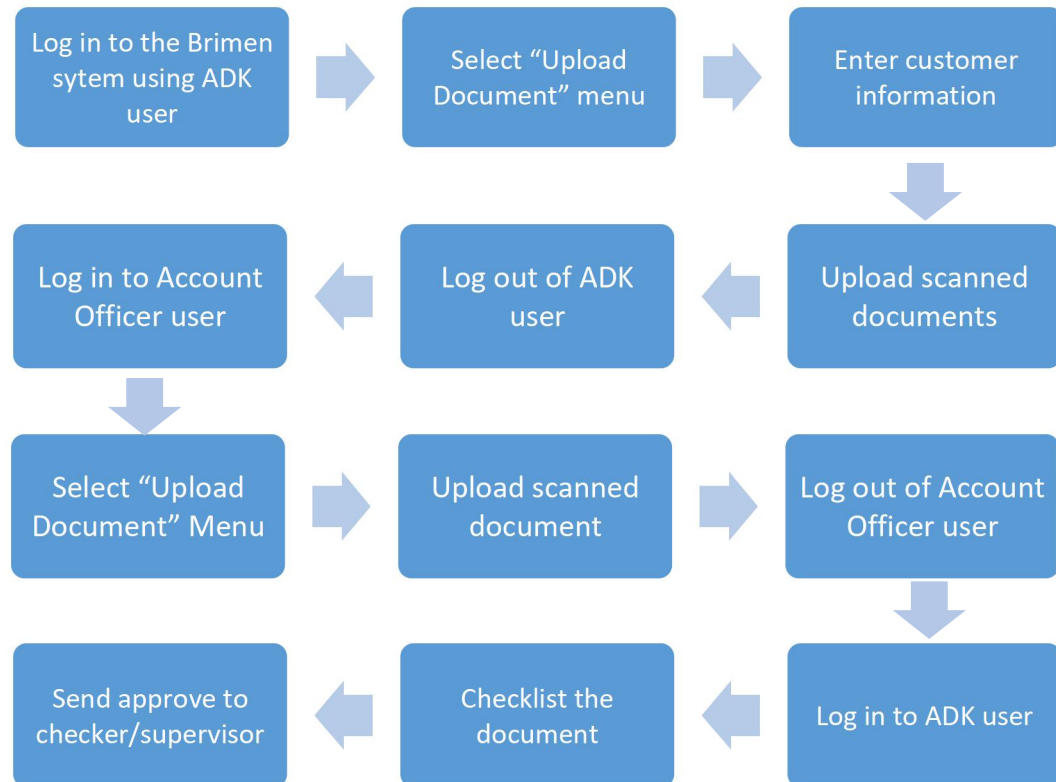 Log in to the Brimen
sytem using ADK
user
Select “Upload
Document” menu
Enter customer
information
Upload scanned
documents
Log out of ADK
user
Log in to Account
Officer user
Select “Upload
Document” Menu
Upload scanned
document
Log out of Account
Officer user
Log in to ADK user
Checklist the
document
Send approve to
checker/supervisor